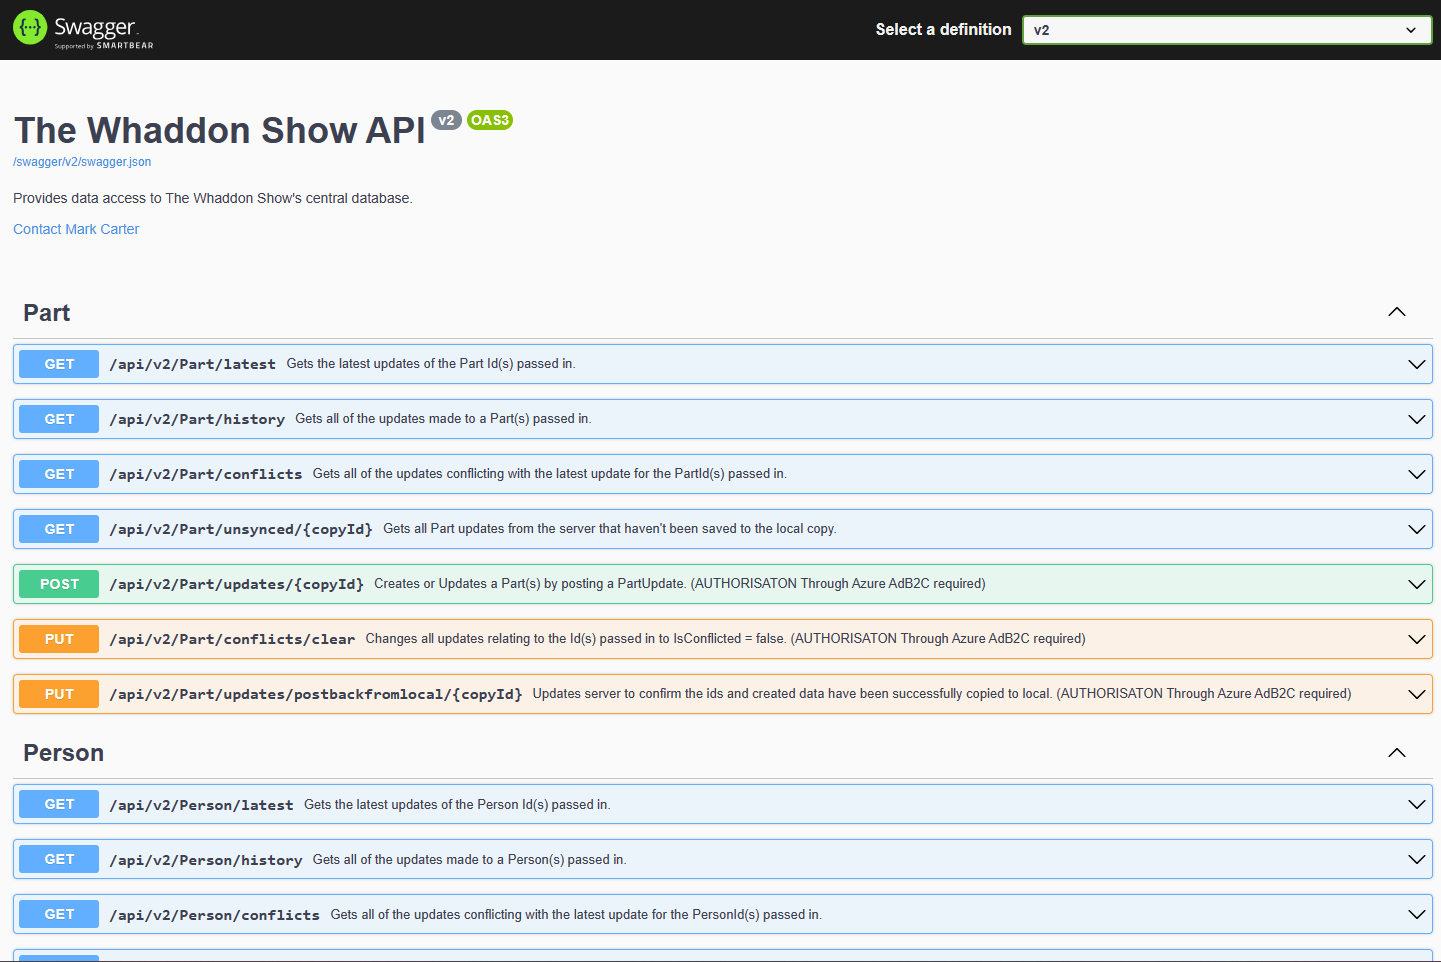 {···} Swagger.
Supported by SMARTBEAR
Select a definition
v2
The Whaddon Show API v2 OAS3
/swagger/v2/swagger.json
Provides data access to The Whaddon Show's central database.
Contact Mark Carter
Part
GET /api/v2/Part/latest Gets the latest updates of the Part Id(s) passed in.
GET /api/v2/Part/history Gets all of the updates made to a Part(s) passed in.
GET /api/v2/Part/conflicts Gets all of the updates conflicting with the latest update for the PartId(s) passed in.
GET /api/v2/Part/unsynced/{copyId} Gets all Part updates from the server that haven't been saved to the local copy.
POST /api/v2/Part/updates/{copyId} Creates or Updates a Part(s) by posting a PartUpdate. (AUTHORISATON Through Azure AdB2C required)
PUT /api/v2/Part/conflicts/clear Changes all updates relating to the Id(s) passed in to IsConflicted = false. (AUTHORISATON Through Azure AdB2C required)
PUT /api/v2/Part/updates/postbackfromlocal/{copyId} Updates server to confirm the ids and created data have been successfully copied to local. (AUTHORISATON Through Azure AdB2C required)
Person
GET /api/v2/Person/latest Gets the latest updates of the Person Id(s) passed in.
GET /api/v2/Person/history Gets all of the updates made to a Person(s) passed in.
GET /api/v2/Person/conflicts Gets all of the updates conflicting with the latest update for the PersonId(s) passed in.